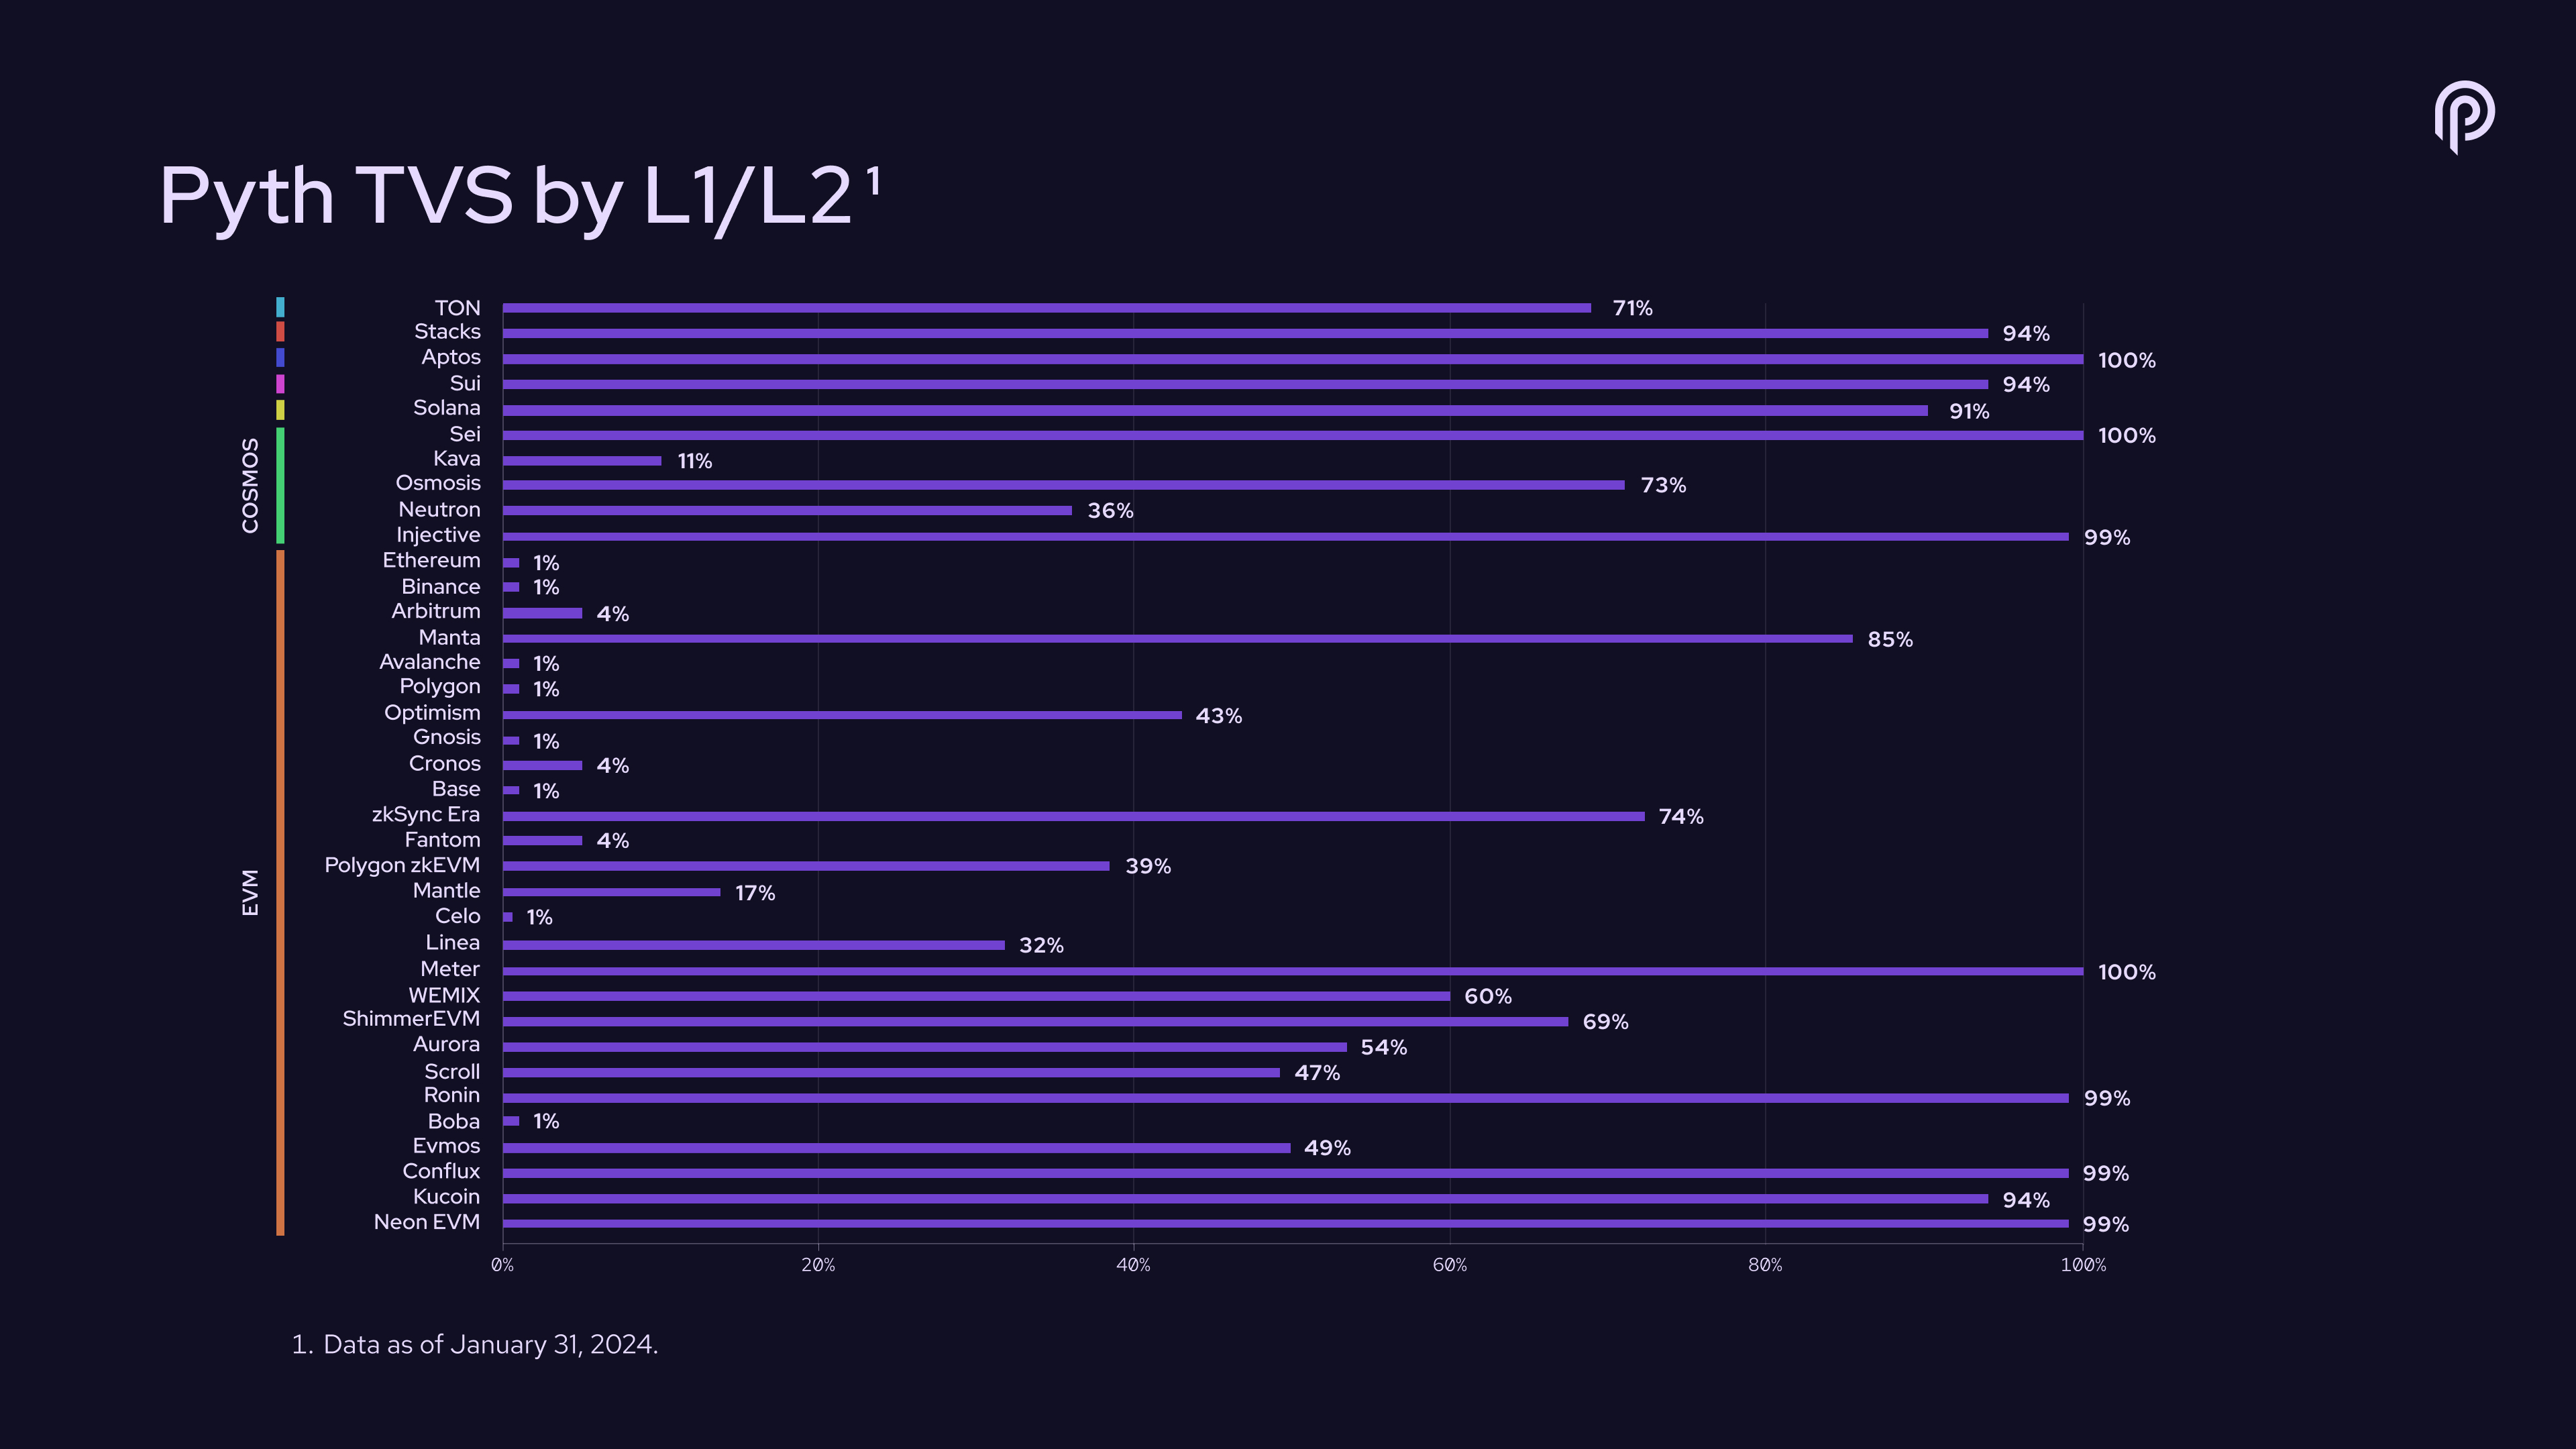 Pyth TVS by L1/L2 ¹
TON 71%
Stacks 94%
Aptos 100%
Sui 94%
Solana 91%
COSMOS
Sei 100%
Kava 11%
Osmosis 73%
Neutron 36%
Injective 99%
EVM
Ethereum 1%
Binance 1%
Arbitrum 4%
Manta 85%
Avalanche 1%
Polygon 1%
Optimism 43%
Gnosis 1%
Cronos 4%
Base 1%
zkSync Era 74%
Fantom 4%
Polygon zkEVM 39%
Mantle 17%
Celo 1%
Linea 32%
Meter 100%
WEMIX 60%
ShimmerEVM 69%
Aurora 54%
Scroll 47%
Ronin 99%
Boba 1%
Evmos 49%
Conflux 99%
Kucoin 94%
Neon EVM 99%
0% 20% 40% 60% 80% 100%
1. Data as of January 31, 2024.